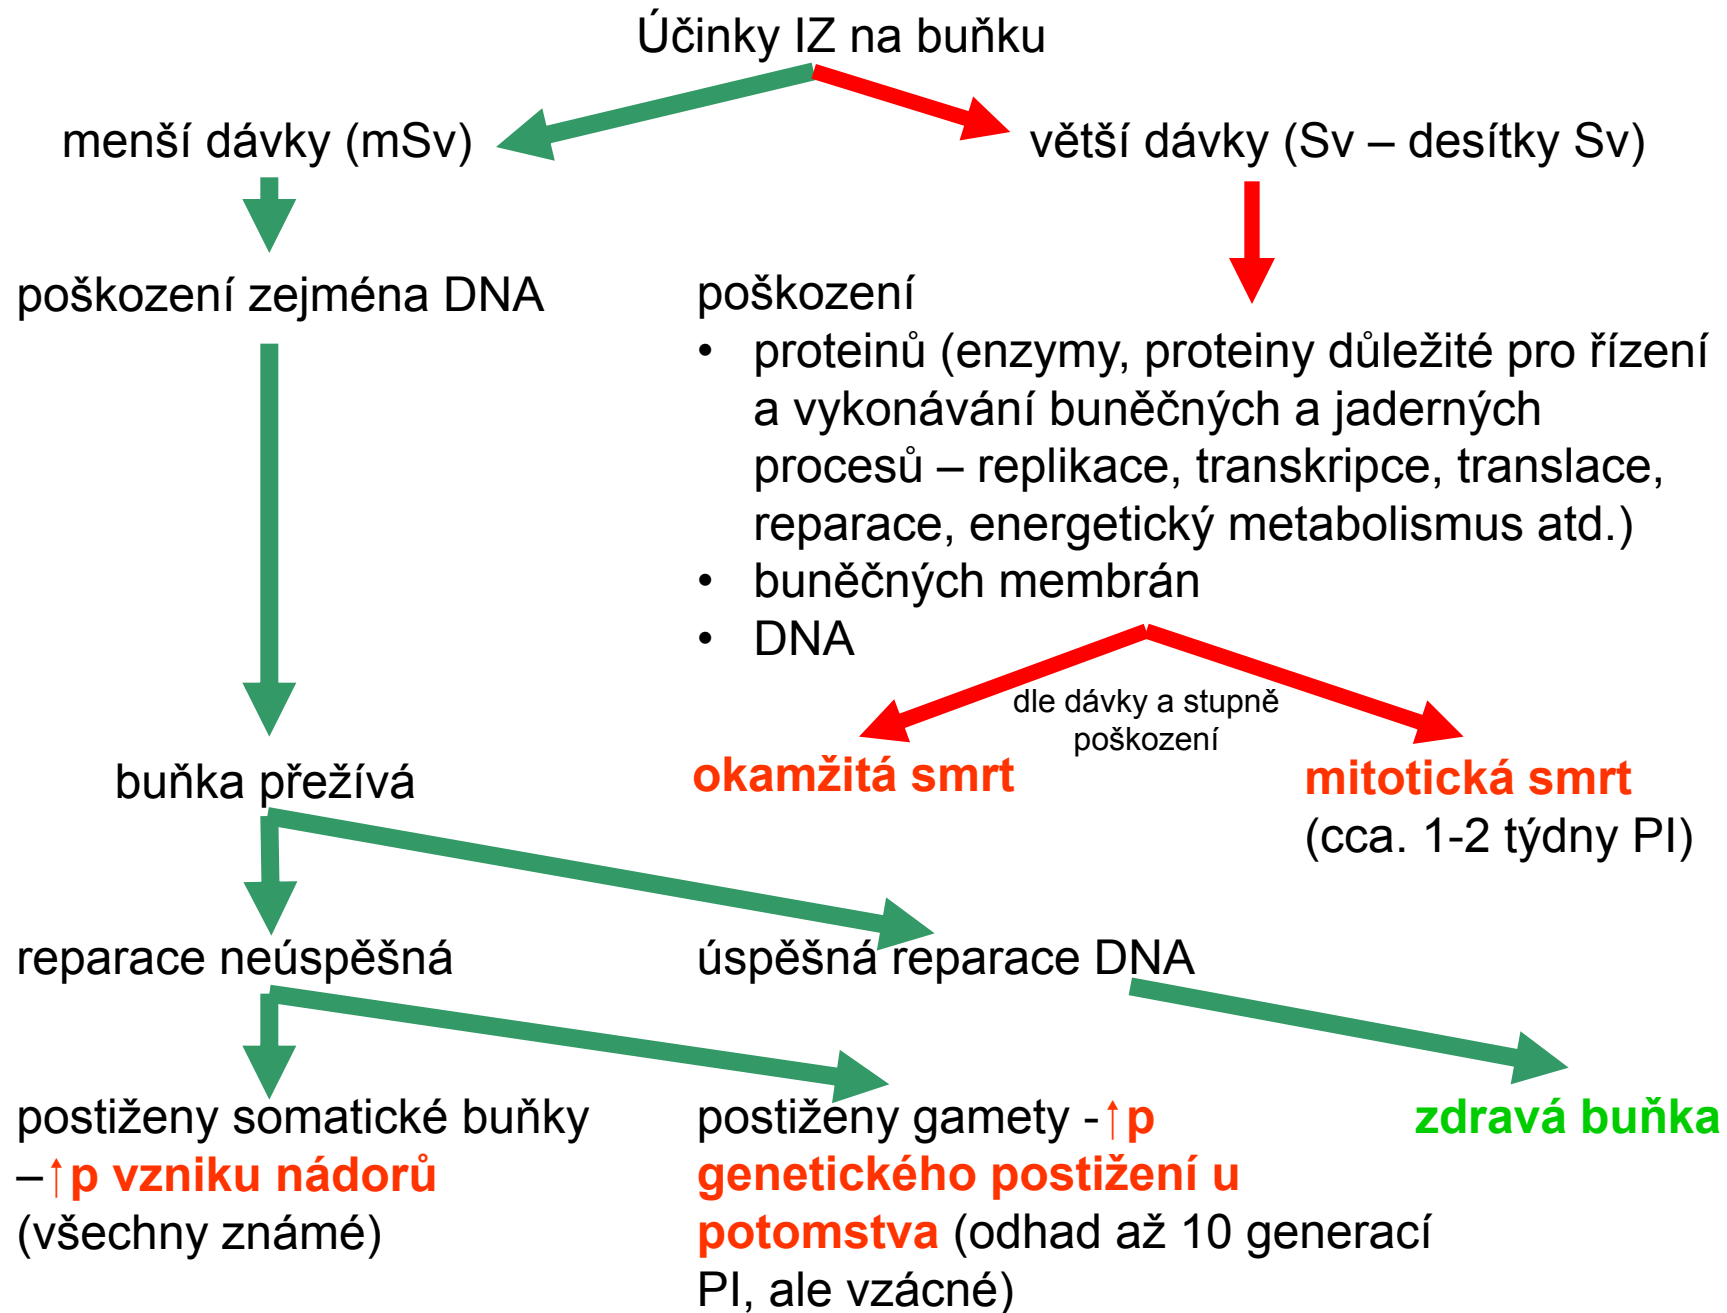 Účinky IZ na buňku
menší dávky (mSv)
větší dávky (Sv – desítky Sv)
poškození zejména DNA
poškození
• proteinů (enzymy, proteiny důležité pro řízení
a vykonávání buněčných a jaderných
procesů – replikace, transkripce, translace,
reparace, energetický metabolismus atd.)
• buněčných membrán
• DNA
dle dávky a stupně
poškození
buňka přežívá
okamžitá smrt
mitotická smrt
(cca. 1-2 týdny PI)
reparace neúspěšná
úspěšná reparace DNA
postiženy somatické buňky
–↑p vzniku nádorů
(všechny známé)
postiženy gamety -↑p
genetického postižení u
potomstva (odhad až 10 generací
PI, ale vzácné)
zdravá buňka